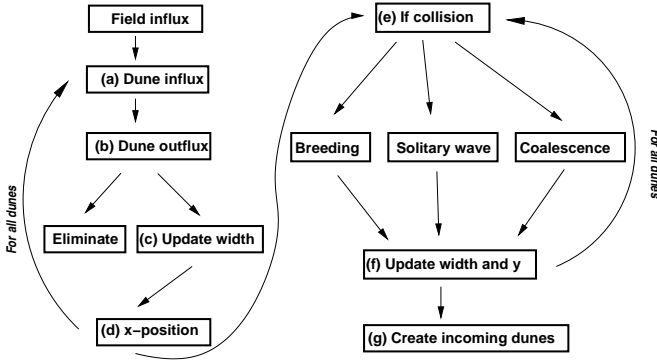 Field influx
(a) Dune influx
(b) Dune outflux
Eliminate
(c) Update width
(d) x−position
For all dunes
(e) If collision
Breeding
Solitary wave
Coalescence
(f) Update width and y
(g) Create incoming dunes
For all dunes